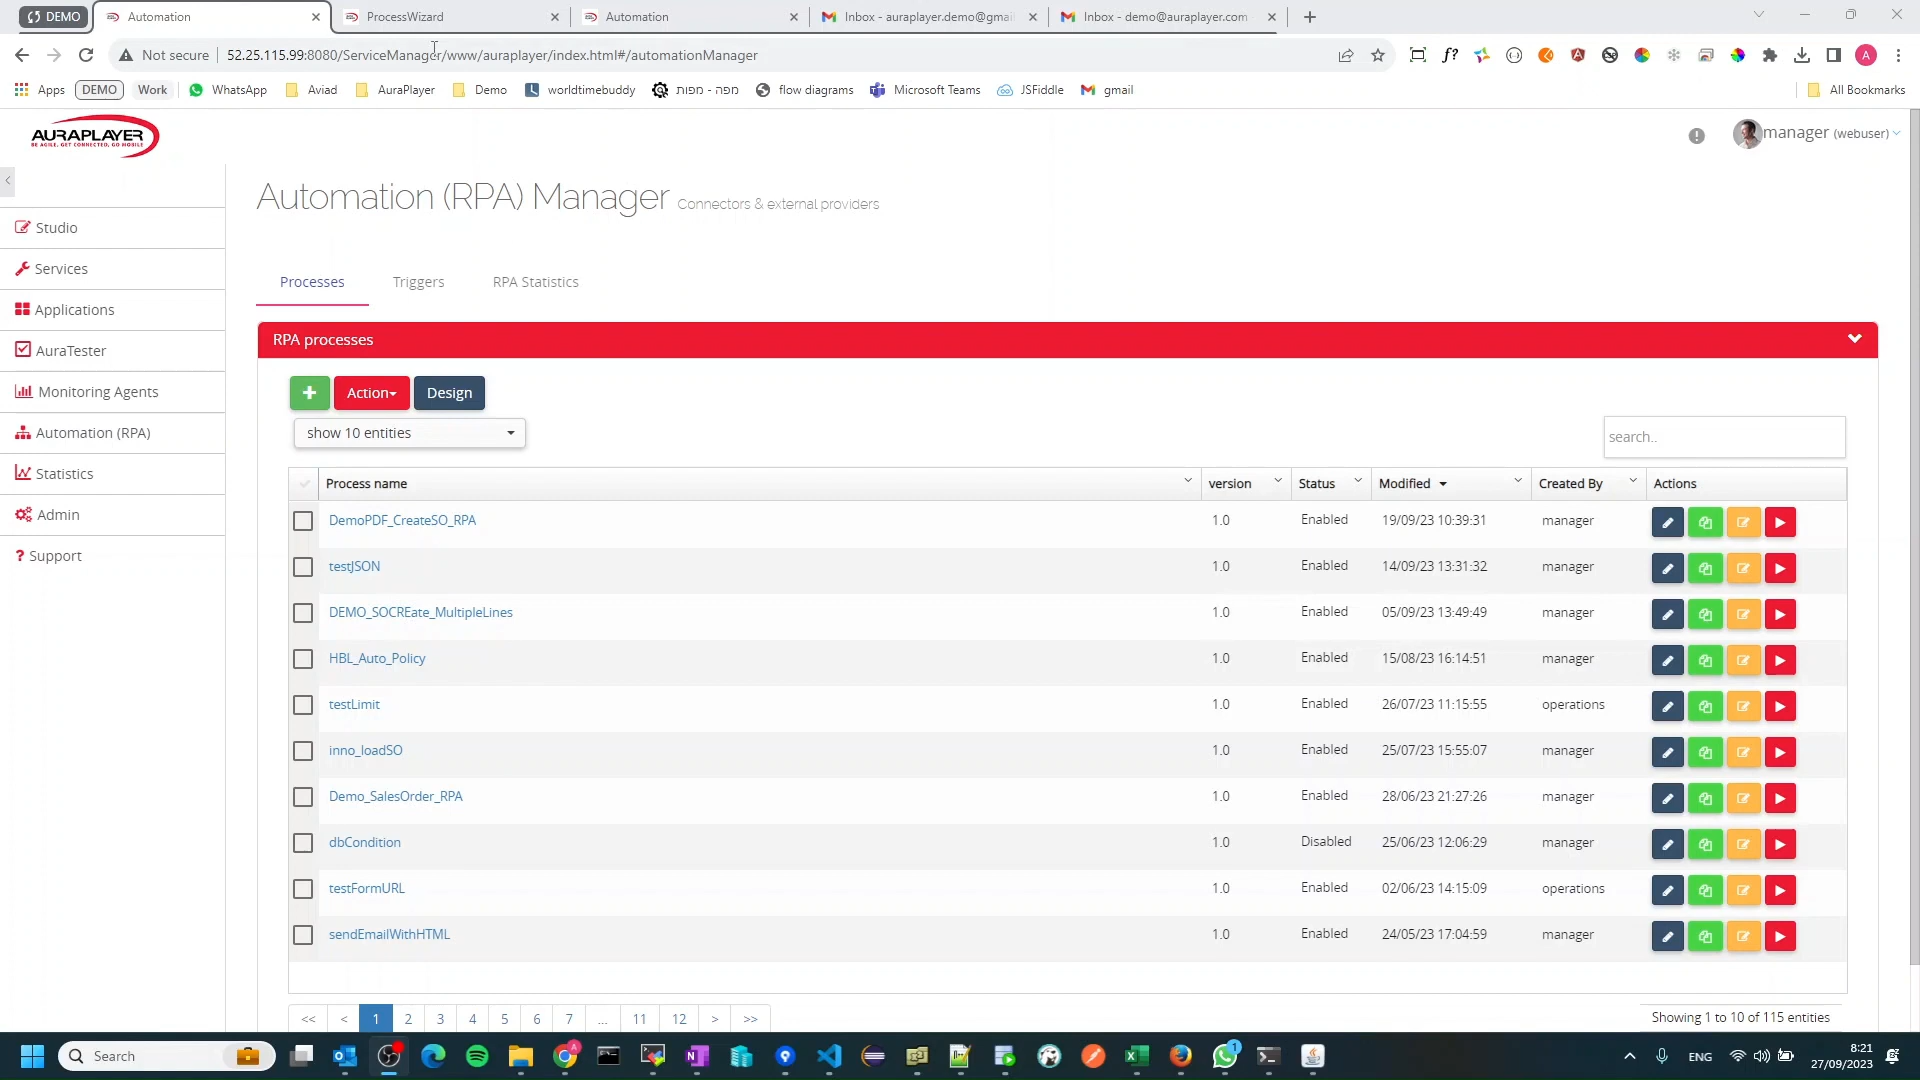 DEMO
Automation
ProcessWizard
Automation
Inbox - auraplayer.demo@gmai
Inbox - demo@auraplayer.com
Not secure
52.25.115.99:8080/ServiceManager/www/auraplayer/index.html#/automationManager
f?
A
Apps
DEMO
Work
WhatsApp
Aviad
AuraPlayer
Demo
worldtimebuddy
מפה - מפות
flow diagrams
Microsoft Teams
JSFiddle
gmail
All Bookmarks
AURAPLAYER
BE AGILE. GET CONNECTED. GO MOBILE
manager (webuser)
Studio
Services
Applications
AuraTester
Monitoring Agents
Automation (RPA)
Statistics
Admin
? Support
Automation (RPA) Manager Connectors & external providers
Processes
Triggers
RPA Statistics
RPA processes
+
Action
Design
show 10 entities
search..
Process name version Status Modified Created By Actions
DemoPDF_CreateSO_RPA 1.0 Enabled 19/09/23 10:39:31 manager
testJSON 1.0 Enabled 14/09/23 13:31:32 manager
DEMO_SOCREate_MultipleLines 1.0 Enabled 05/09/23 13:49:49 manager
HBL_Auto_Policy 1.0 Enabled 15/08/23 16:14:51 manager
testLimit 1.0 Enabled 26/07/23 11:15:55 operations
inno_loadSO 1.0 Enabled 25/07/23 15:55:07 manager
Demo_SalesOrder_RPA 1.0 Enabled 28/06/23 21:27:26 manager
dbCondition 1.0 Disabled 25/06/23 12:06:29 manager
testFormURL 1.0 Enabled 02/06/23 14:15:09 operations
sendEmailWithHTML 1.0 Enabled 24/05/23 17:04:59 manager
<< < 1 2 3 4 5 6 7 ... 11 12 > >>
Showing 1 to 10 of 115 entities
Search
ENG
8:21
27/09/2023